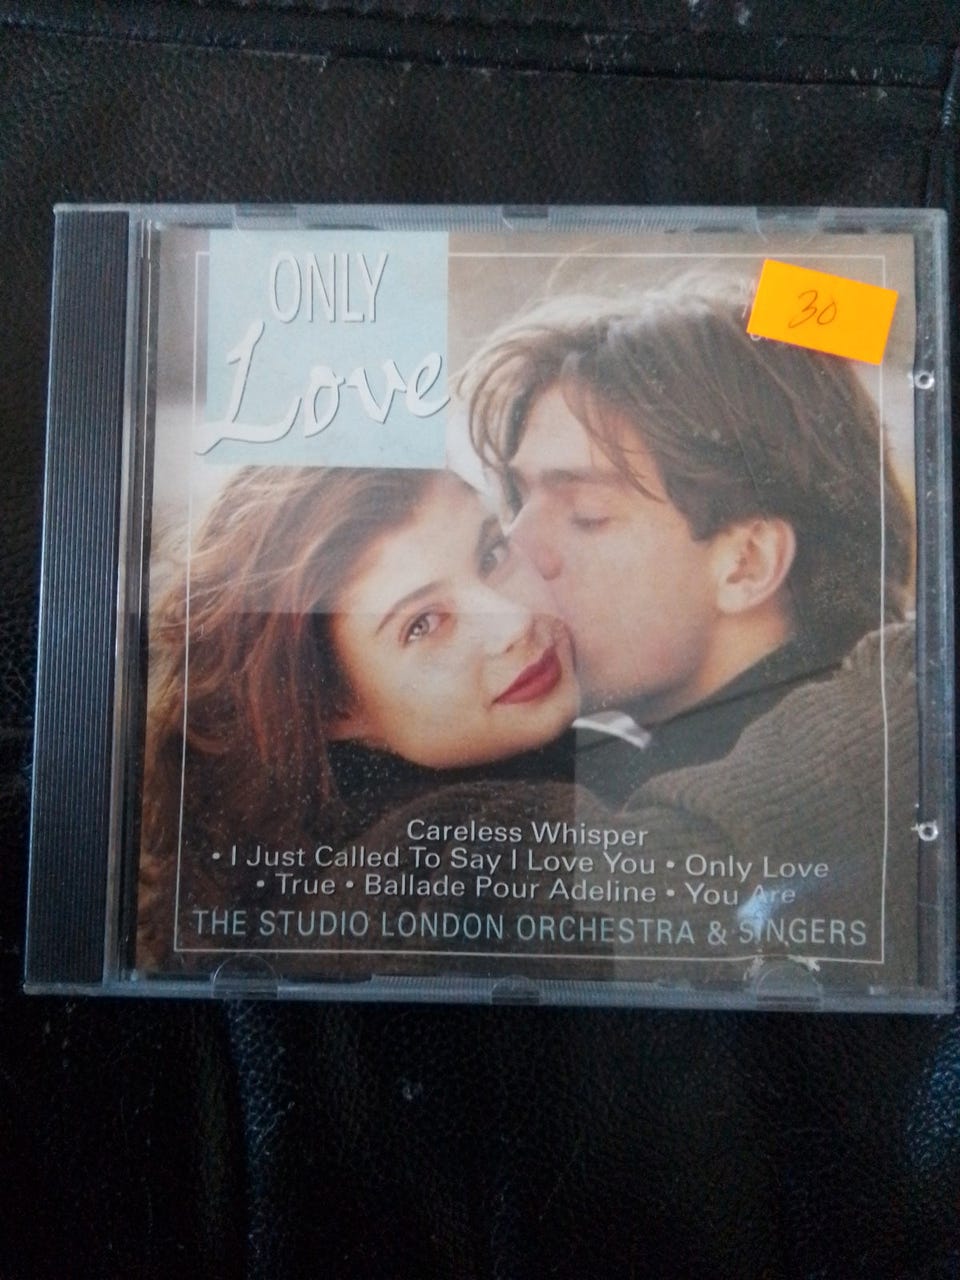 ONLY
Love
30
Careless Whisper
• I Just Called To Say I Love You • Only Love
• True • Ballade Pour Adeline • You Are
THE STUDIO LONDON ORCHESTRA & SINGERS